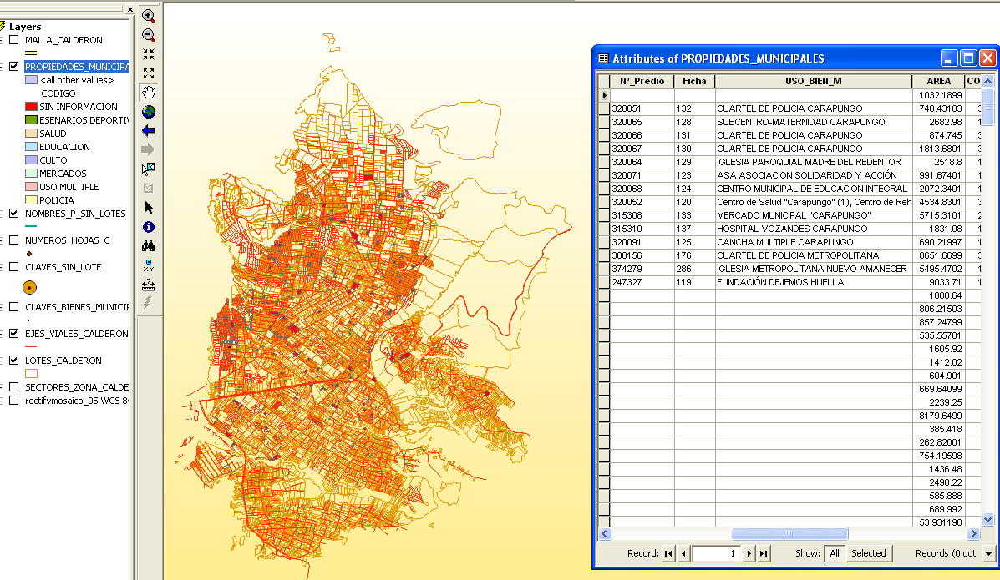 Layers
MALLA_CALDERON
PROPIEDADES_MUNICIPA
<all other values>
CODIGO
SIN INFORMACION
ESENARIOS DEPORTIV
SALUD
EDUCACION
CULTO
MERCADOS
USO MULTIPLE
POLICIA
NOMBRES_P_SIN_LOTES
NUMEROS_HOJAS_C
CLAVES_SIN_LOTE
CLAVES_BIENES_MUNICIF
EJES_VIALES_CALDERON
LOTES_CALDERON
SECTORES_ZONA_CALDE
rectifymosaico_05 WGS 8
XY
Attributes of PROPIEDADES_MUNICIPALES
Nª_Predio Ficha USO_BIEN_M AREA CO
1032.1899
320051 132 CUARTEL DE POLICIA CARAPUNGO 740.43103 3
320065 128 SUBCENTRO-MATERNIDAD CARAPUNGO 2682.98 1
320066 131 CUARTEL DE POLICIA CARAPUNGO 874.745 3
320067 130 CUARTEL DE POLICIA CARAPUNGO 1813.6801 3
320064 129 IGLESIA PAROQUIAL MADRE DEL REDENTOR 2518.8 1
320071 123 ASA ASOCIACION SOLIDARIDAD Y ACCIÓN 991.67401 1
320068 124 CENTRO MUNICIPAL DE EDUCACION INTEGRAL 2072.3401 1
320052 120 Centro de Salud "Carapungo" (1), Centro de Reh 4534.8301 3
315308 133 MERCADO MUNICIPAL "CARAPUNGO" 5715.3101 2
315310 137 HOSPITAL VOZANDES CARAPUNGO 1831.08 1
320091 125 CANCHA MULTIPLE CARAPUNGO 690.21997 1
300156 176 CUARTEL DE POLICIA METROPOLITANA 8651.6699 3
374279 286 IGLESIA METROPOLITANA NUEVO AMANECER 5495.4702 1
247327 119 FUNDACIÓN DEJEMOS HUELLA 9033.71 1
1080.64
806.21503
857.24799
535.55701
1605.92
1412.02
604.901
669.64099
2239.25
8179.6499
385.418
262.82001
754.19598
1436.48
2498.22
585.888
689.992
53.931198
Record: 1 Show: All Selected Records (0 out